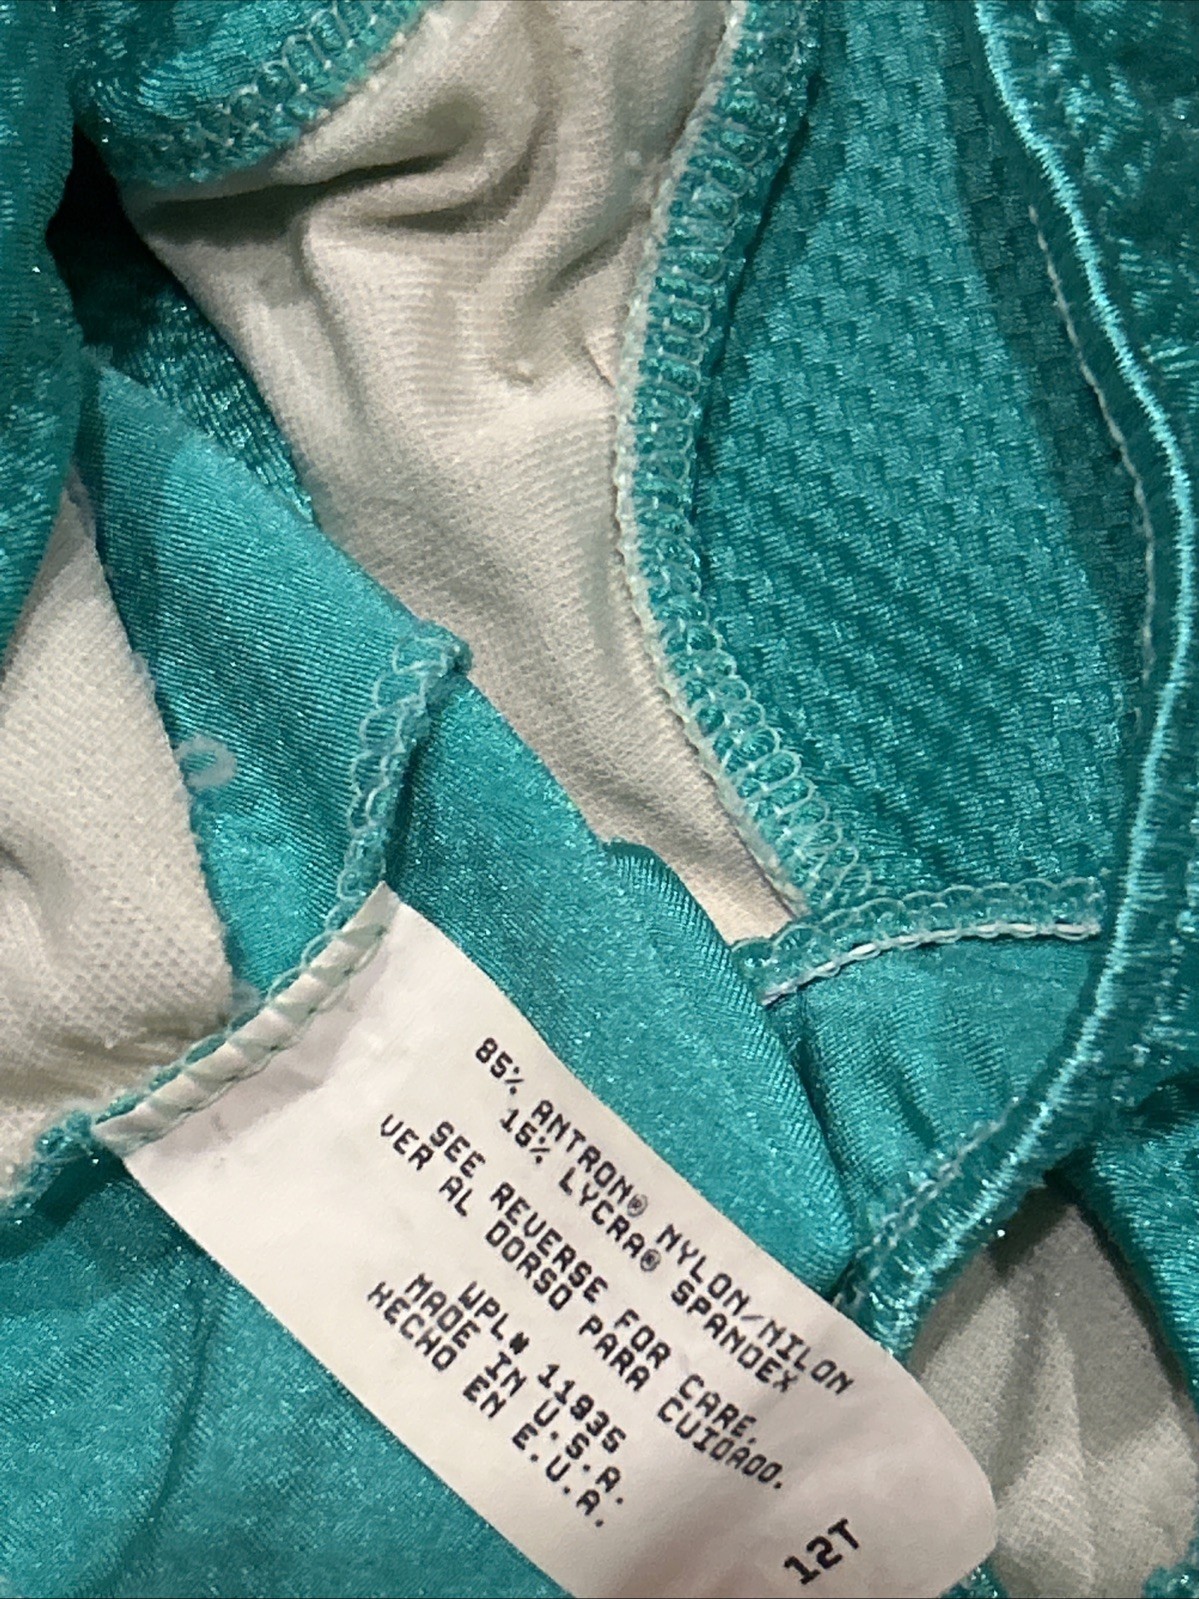 85% ANTRON® NYLON/NILON
15% LYCRA® SPANDEX
SEE REVERSE FOR CARE.
VER AL DORSO PARA CUIDADO.
WPL# 11935
MADE IN U.S.A.
HECHO EN E.U.A.
12T